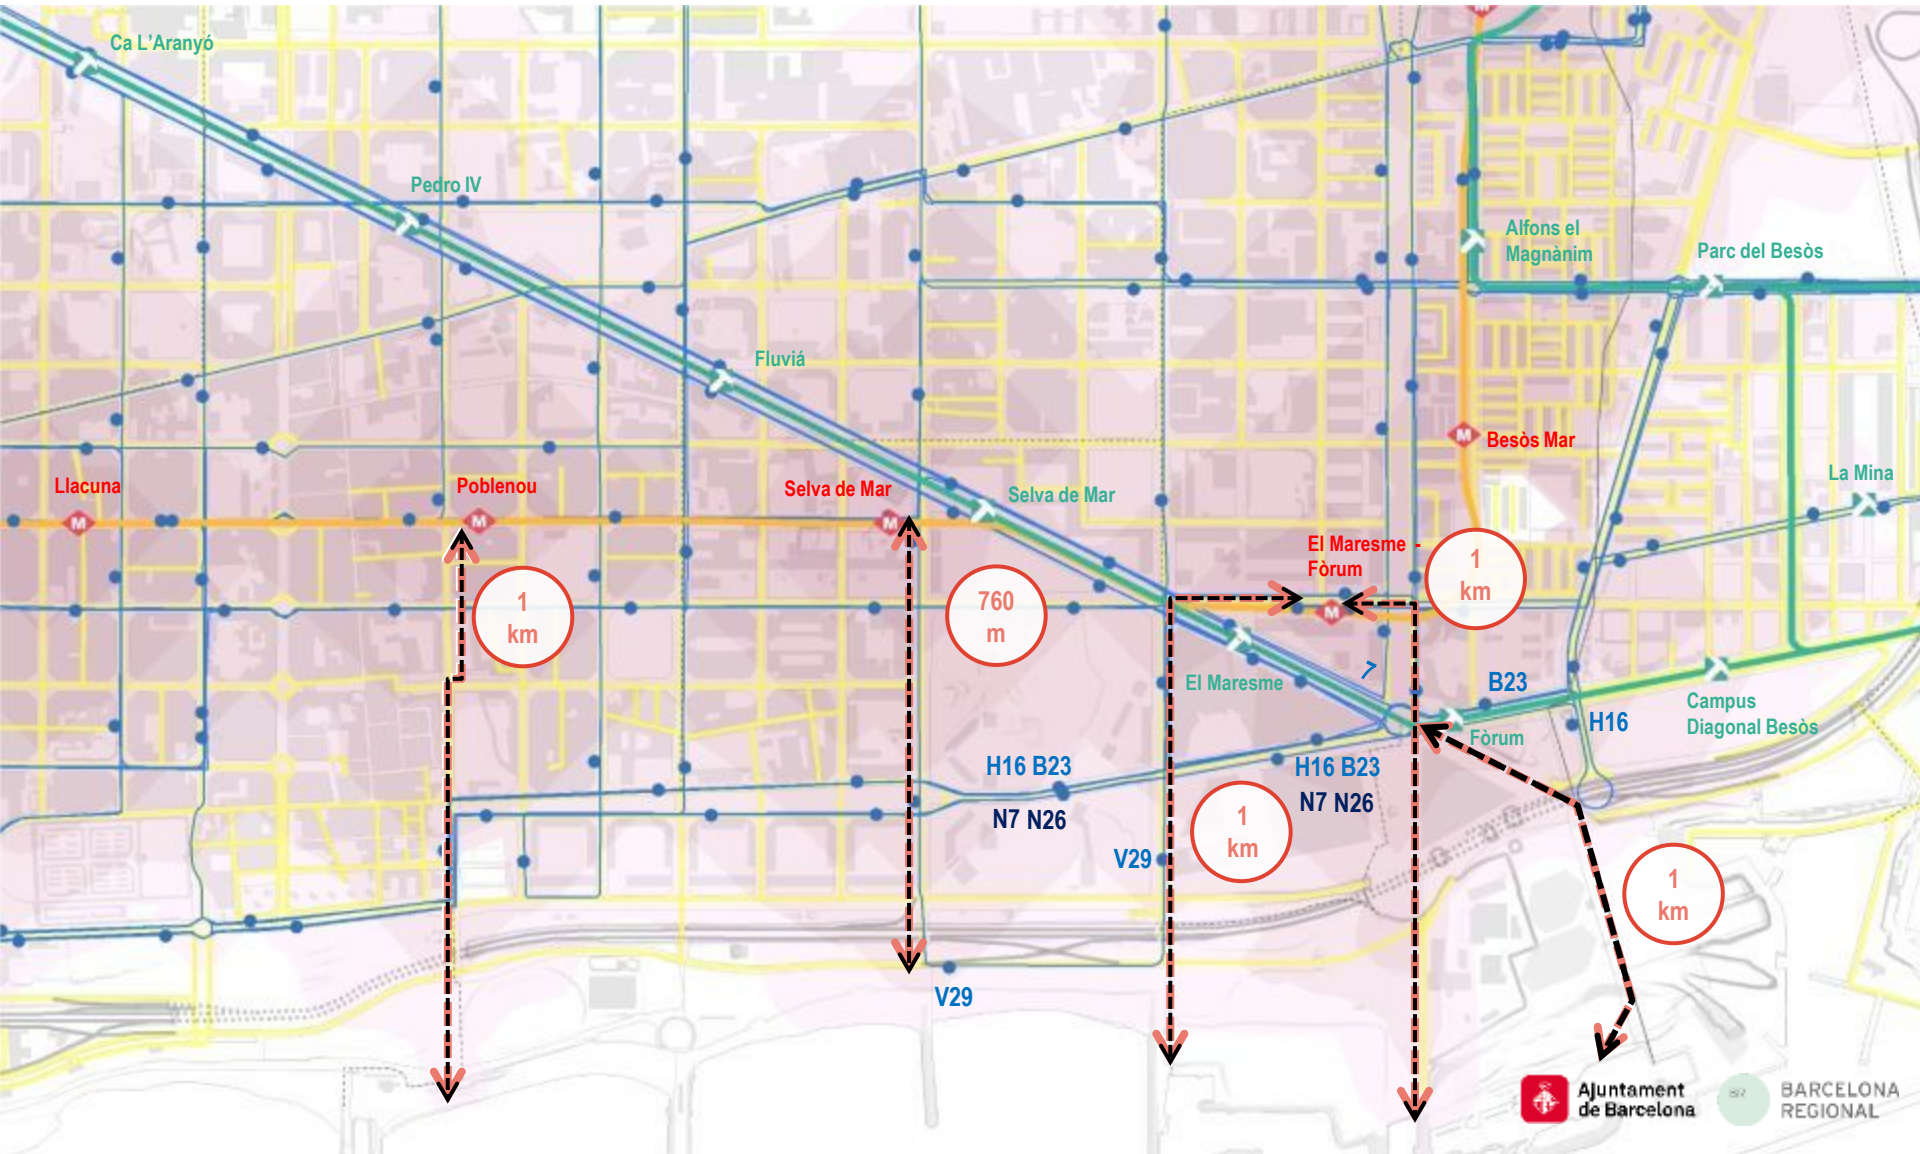 Ca L'Aranyó
Pedro IV
Alfons el
Magnànim
Parc del Besòs
Fluviá
M
Besòs Mar
Llacuna
Poblenou
Selva de Mar
Selva de Mar
La Mina
M
M
M
El Maresme -
Fòrum
1
km
1
km
760
m
M
El Maresme
7
B23
H16
Campus
Diagonal Besòs
Fòrum
H16 B23
N7 N26
H16 B23
N7 N26
1
km
V29
1
km
V29
Ajuntament
de Barcelona
BARCELONA
REGIONAL